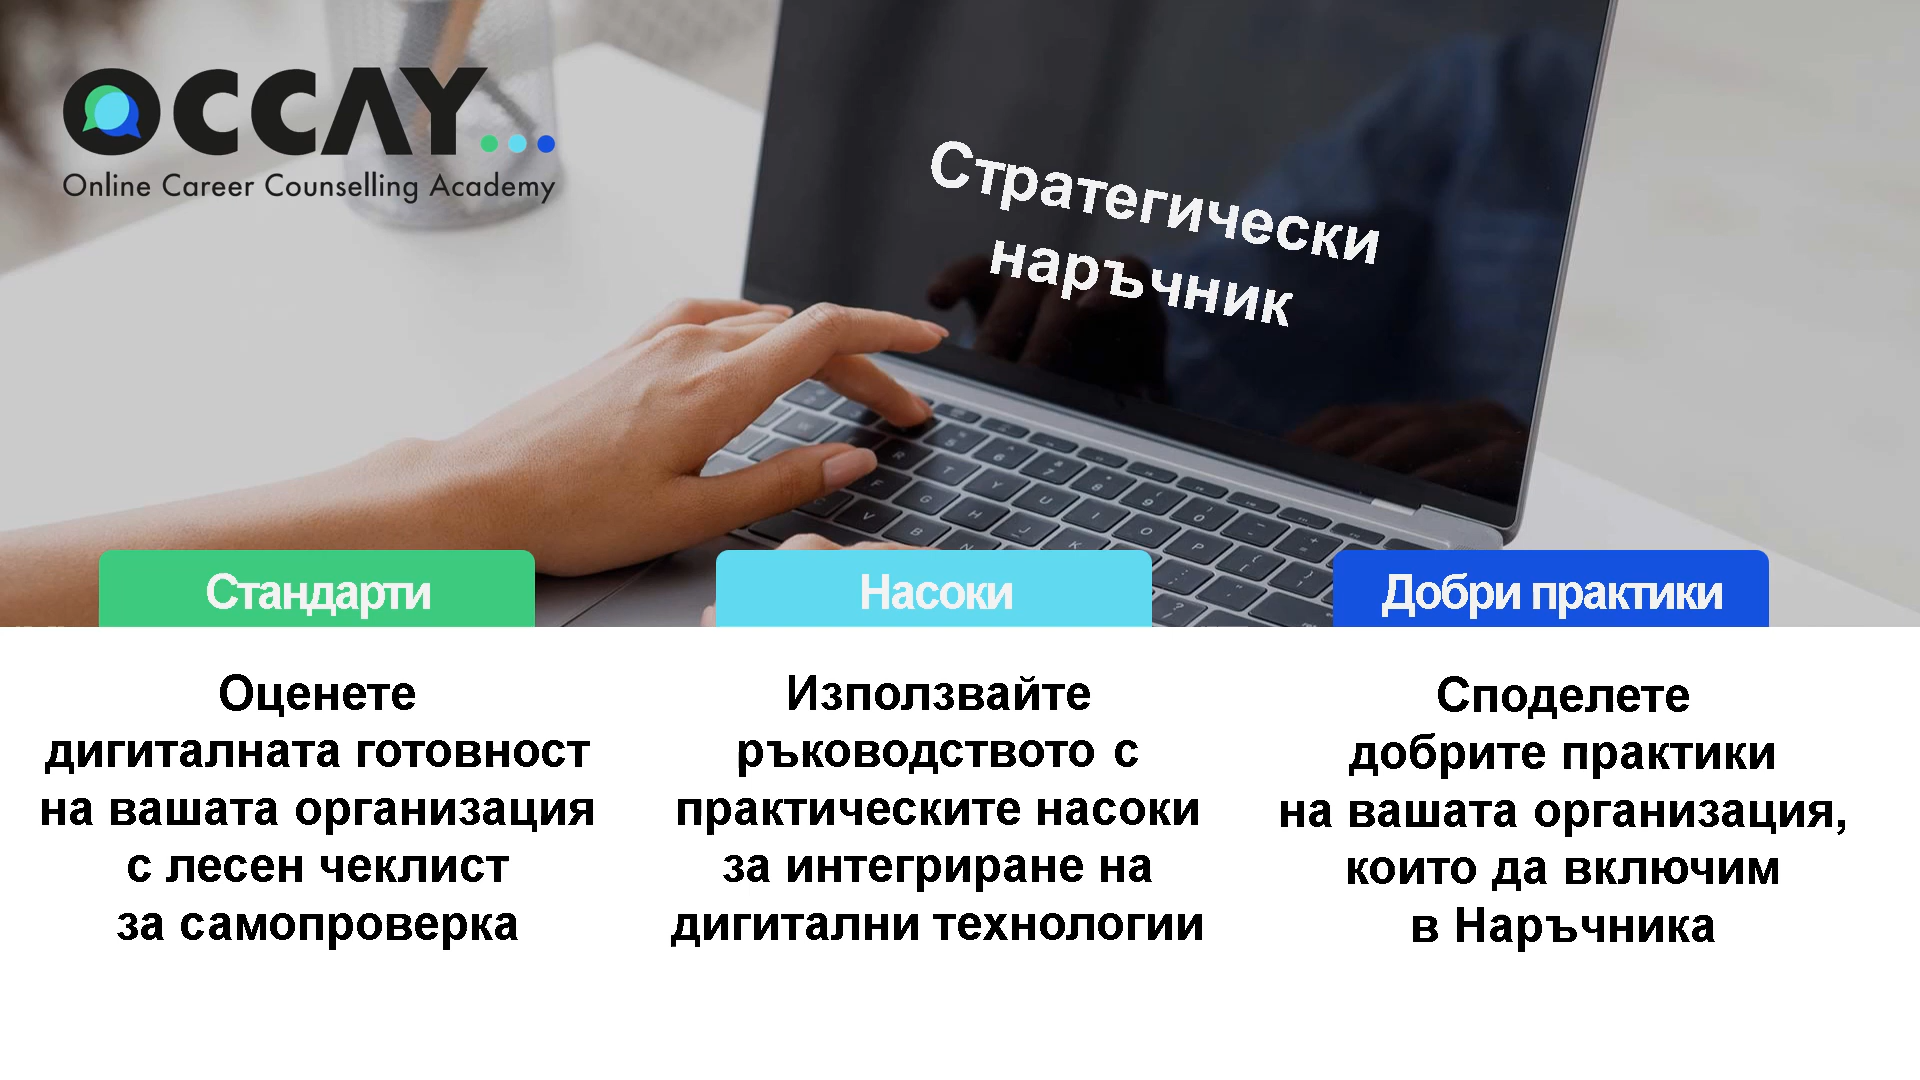 OCCAY...
Online Career Counselling Academy
Стратегически
наръчник
Стандарти
Насоки
Добри практики
Оценете
дигиталната готовност
на вашата организация
с лесен чеклист
за самопроверка
Използвайте
ръководството с
практическите насоки
за интегриране на
дигитални технологии
Споделете
добрите практики
на вашата организация,
които да включим
в Наръчника